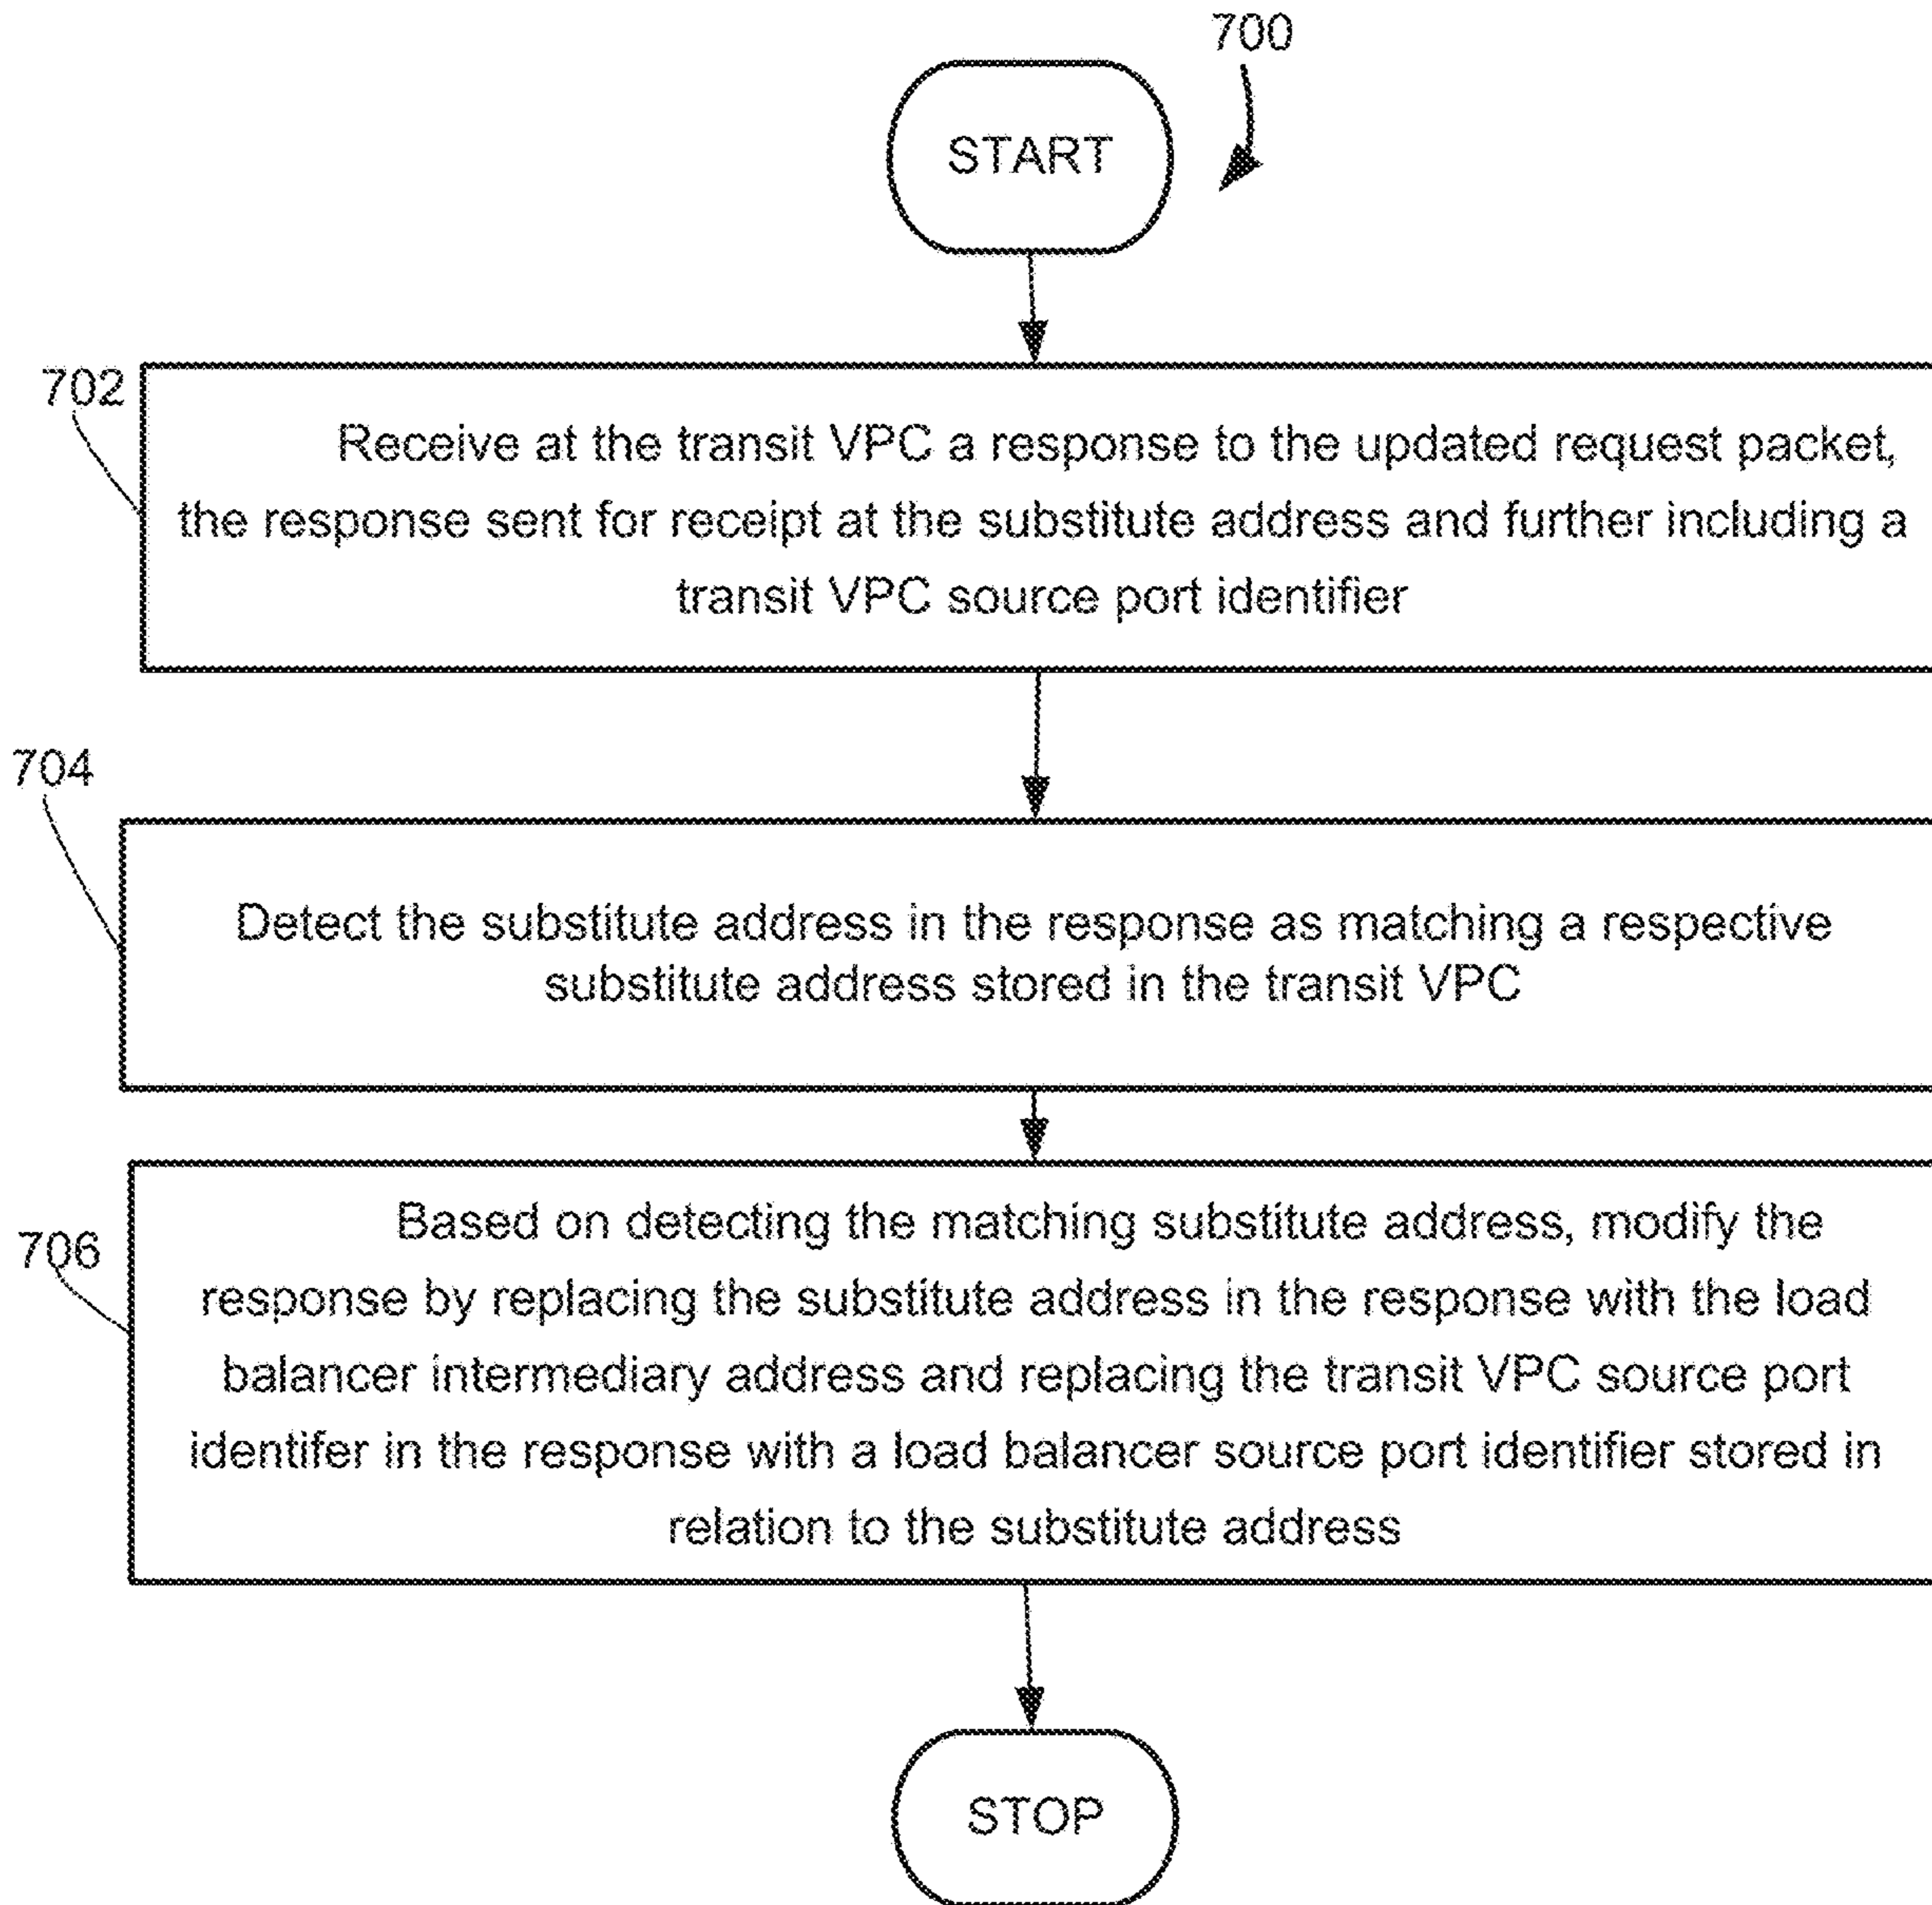 700
START
702
Receive at the transit VPC a response to the updated request packet,
the response sent for receipt at the substitute address and further including a
transit VPC source port identifier
704
Detect the substitute address in the response as matching a respective
substitute address stored in the transit VPC
706
Based on detecting the matching substitute address, modify the
response by replacing the substitute address in the response with the load
balancer intermediary address and replacing the transit VPC source port
identifer in the response with a load balancer source port identifier stored in
relation to the substitute address
STOP